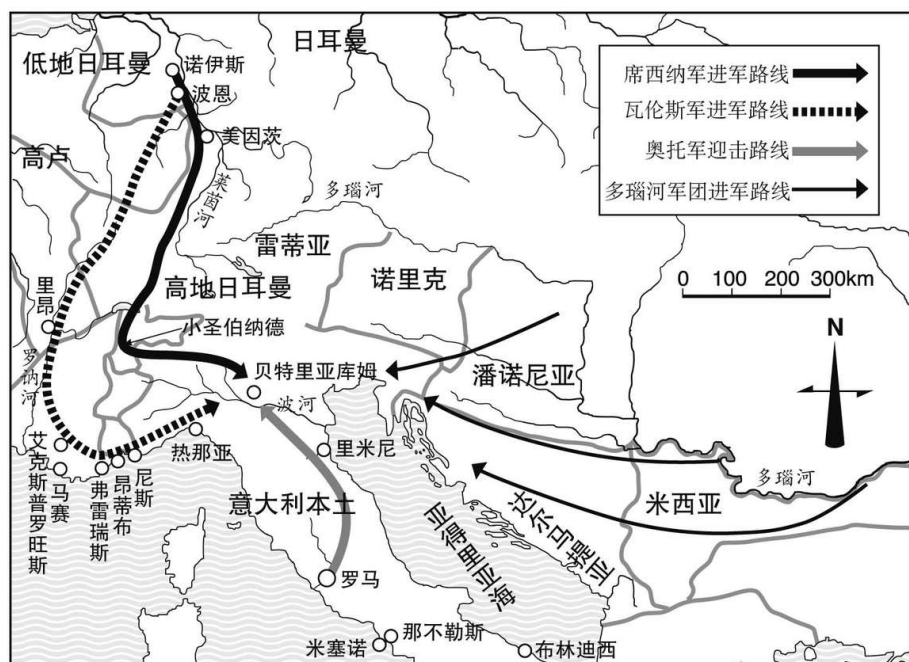 低地日耳曼
日耳曼
诺伊斯
波恩
美因茨
高卢
莱茵河
多瑙河
雷蒂亚
高地日耳曼
诺里克
里昂
小圣伯纳德
罗讷河
贝特里亚库姆
波河
潘诺尼亚
艾克斯普罗旺斯
马赛
弗雷瑞斯
昂蒂布
尼斯
热那亚
里米尼
意大利本土
亚得里亚海
达尔马提亚
米西亚
多瑙河
罗马
那不勒斯
米塞诺
布林迪西
席西纳军进军路线
瓦伦斯军进军路线
奥托军迎击路线
多瑙河军团进军路线
0 100 200 300km
N